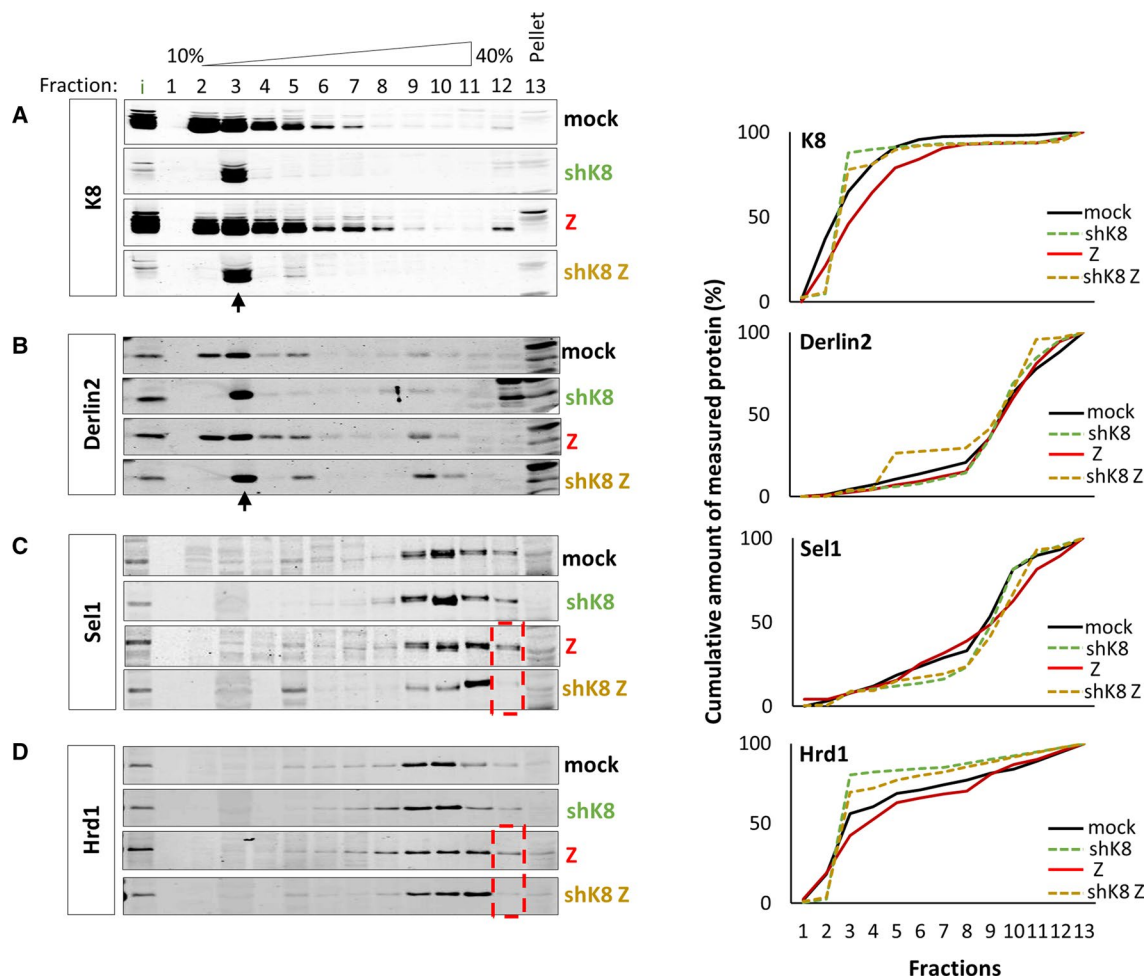 10% 40% Pellet
Fraction: i 1 2 3 4 5 6 7 8 9 10 11 12 13
A
K8
mock
shK8
Z
shK8 Z
B
Derlin2
mock
shK8
Z
shK8 Z
C
Sel1
mock
shK8
Z
shK8 Z
D
Hrd1
mock
shK8
Z
shK8 Z
Cumulative amount of measured protein (%)
100
K8
50
0
mock
shK8
Z
shK8 Z
100
Derlin2
50
0
mock
shK8
Z
shK8 Z
100
Sel1
50
0
mock
shK8
Z
shK8 Z
100
Hrd1
50
0
mock
shK8
Z
shK8 Z
1 2 3 4 5 6 7 8 9 10 11 12 13
Fractions